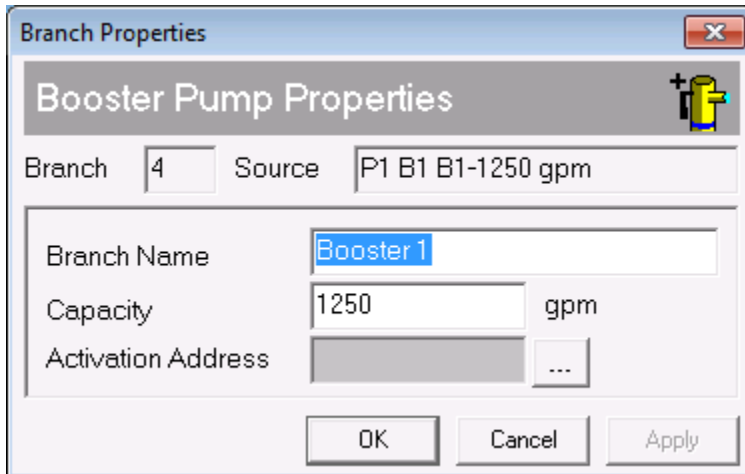 Branch Properties
Booster Pump Properties
Branch 4 Source P1 B1 B1-1250 gpm
Branch Name Booster 1
Capacity 1250 gpm
Activation Address ...
OK Cancel Apply